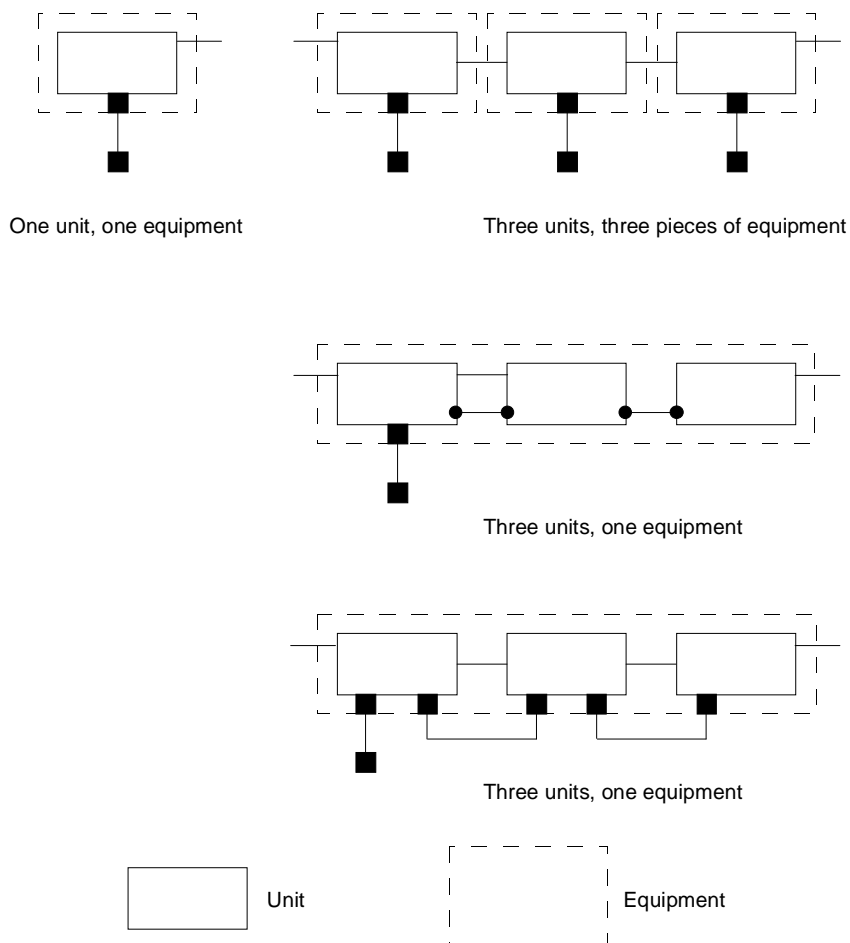 One unit, one equipment
Three units, three pieces of equipment
Three units, one equipment
Three units, one equipment
Unit
Equipment